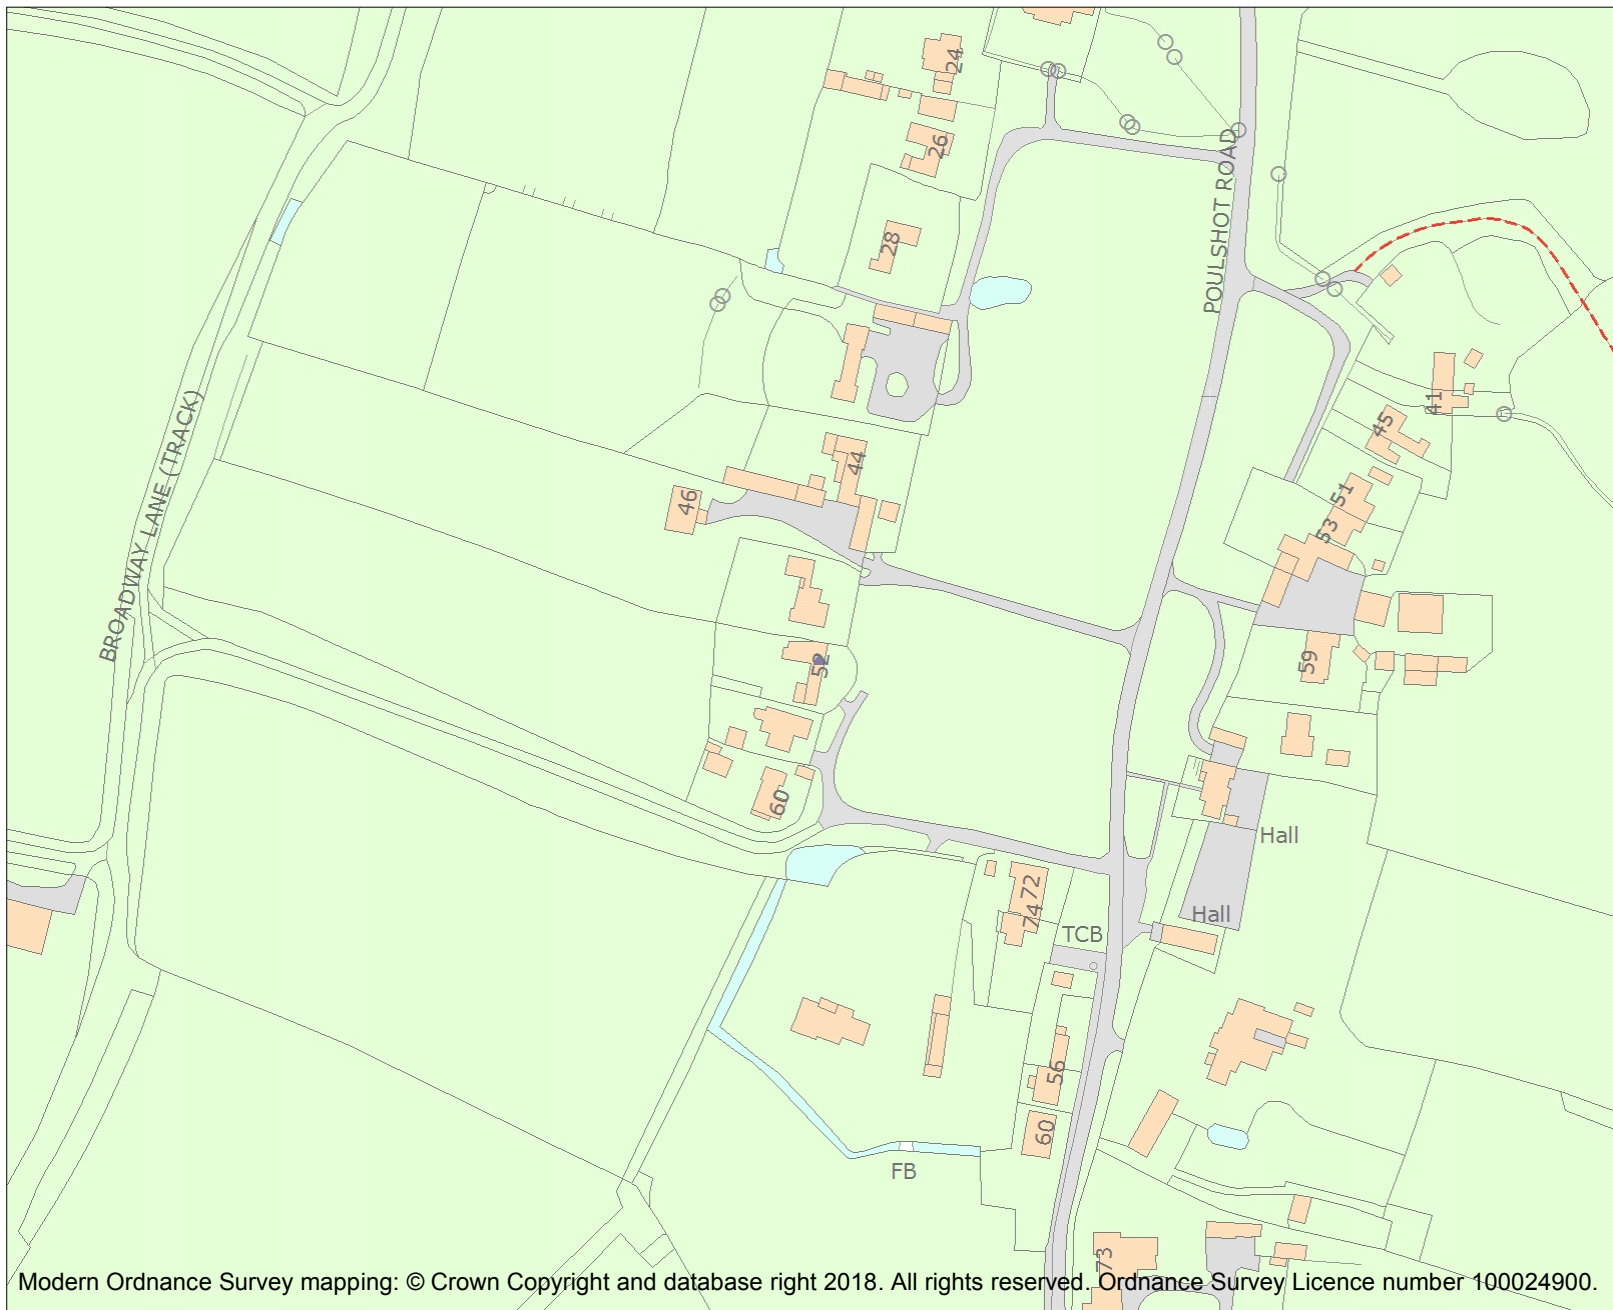 24
26
POULSHOT ROAD
28
41
45
BROADWAY LANE (TRACK)
44
46
51
53
52
59
60
Hall
72
74
Hall
TCB
56
60
FB
73
Modern Ordnance Survey mapping: © Crown Copyright and database right 2018. All rights reserved. Ordnance Survey Licence number 100024900.